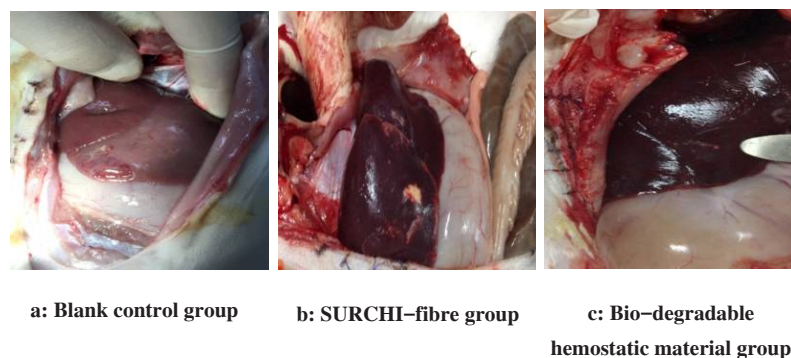 a: Blank control group
b: SURCHI−fibre group
c: Bio−degradable
hemostatic material group